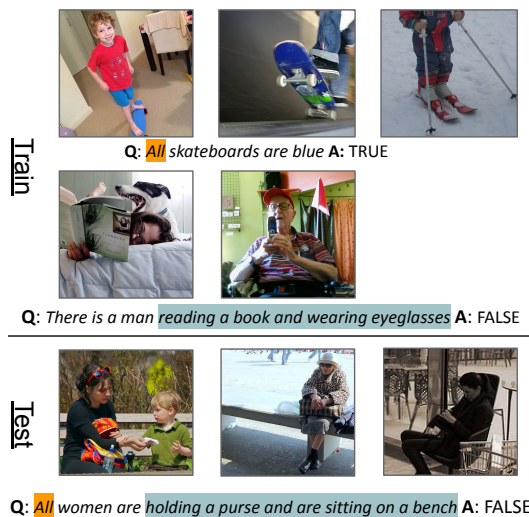 Train
Q: All skateboards are blue A: TRUE
Q: There is a man reading a book and wearing eyeglasses A: FALSE
Test
Q: All women are holding a purse and are sitting on a bench A: FALSE